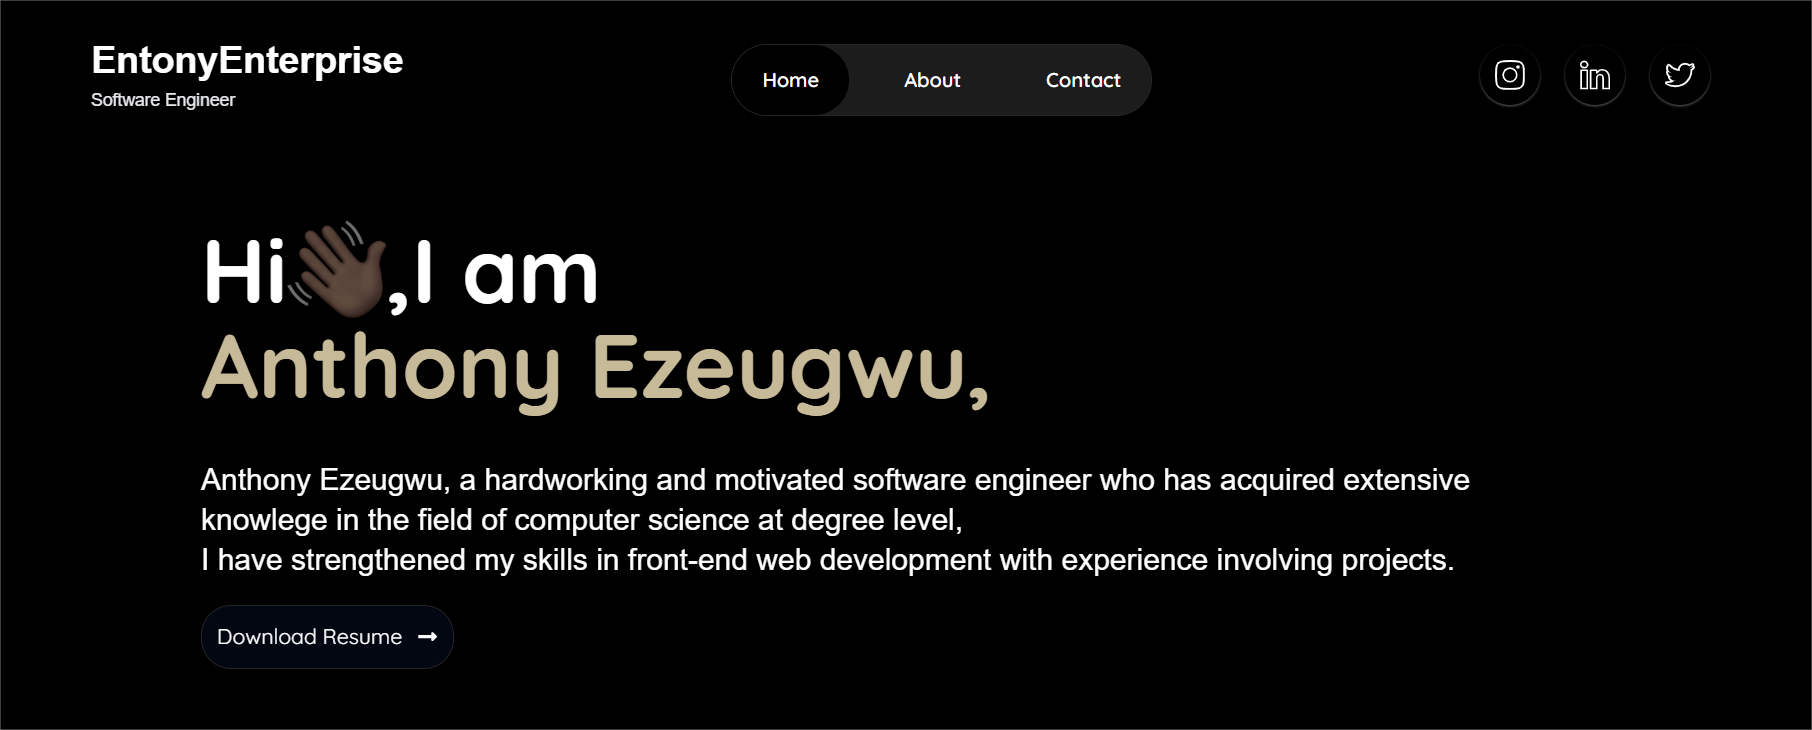 EntonyEnterprise
Software Engineer
Home
About
Contact
Hi👋🏿,I am
Anthony Ezeugwu,
Anthony Ezeugwu, a hardworking and motivated software engineer who has acquired extensive
knowlege in the field of computer science at degree level,
I have strengthened my skills in front-end web development with experience involving projects.
Download Resume